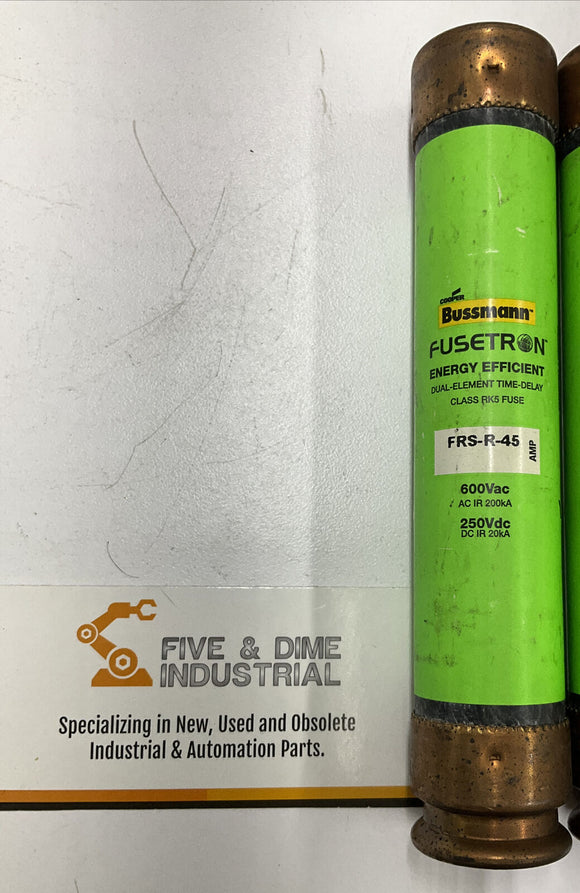 COOPER
Bussmann
FUSETRON
ENERGY EFFICIENT
DUAL-ELEMENT TIME-DELAY
CLASS RK5 FUSE
FRS-R-45
AMP
600Vac
AC IR 200kA
250Vdc
DC IR 20kA
FIVE & DIME
INDUSTRIAL
Specializing in New, Used and Obsolete
Industrial & Automation Parts.